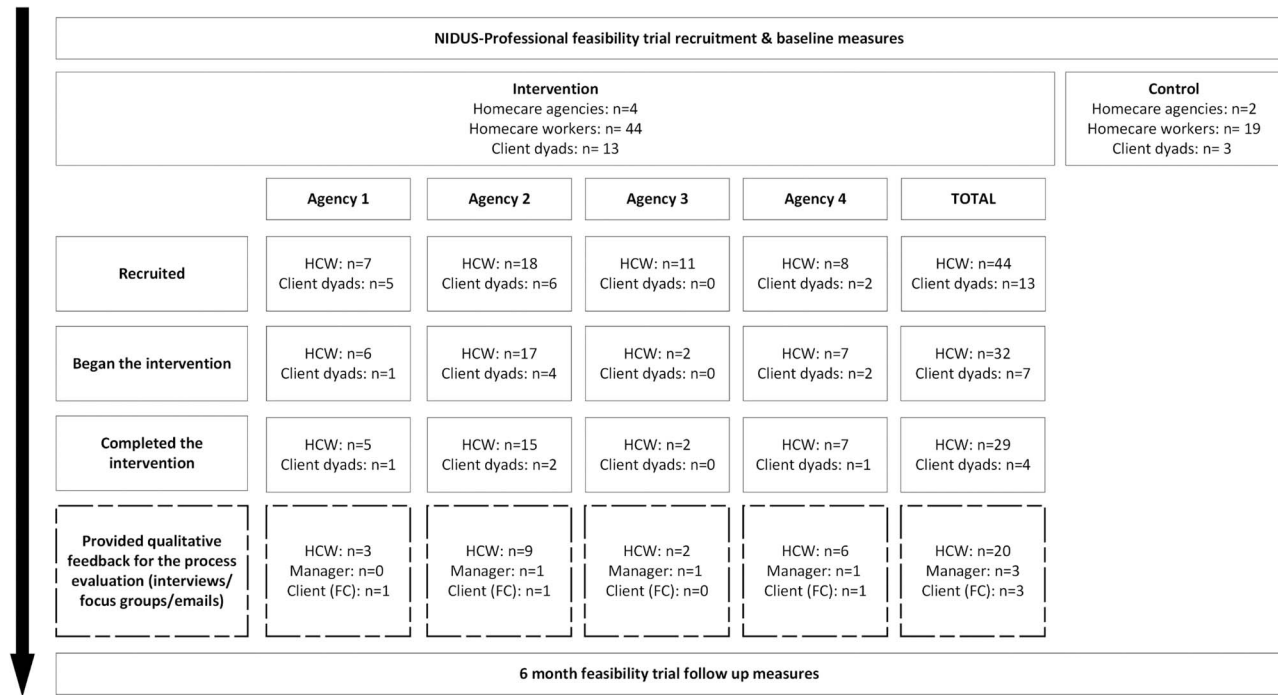 NIDUS-Professional feasibility trial recruitment & baseline measures
Intervention
Homecare agencies: n=4
Homecare workers: n= 44
Client dyads: n= 13
Control
Homecare agencies: n=2
Homecare workers: n= 19
Client dyads: n= 3
Agency 1
Agency 2
Agency 3
Agency 4
TOTAL
Recruited
HCW: n=7
Client dyads: n=5
HCW: n=18
Client dyads: n=6
HCW: n=11
Client dyads: n=0
HCW: n=8
Client dyads: n=2
HCW: n=44
Client dyads: n=13
Began the intervention
HCW: n=6
Client dyads: n=1
HCW: n=17
Client dyads: n=4
HCW: n=2
Client dyads: n=0
HCW: n=7
Client dyads: n=2
HCW: n=32
Client dyads: n=7
Completed the
intervention
HCW: n=5
Client dyads: n=1
HCW: n=15
Client dyads: n=2
HCW: n=2
Client dyads: n=0
HCW: n=7
Client dyads: n=1
HCW: n=29
Client dyads: n=4
Provided qualitative
feedback for the process
evaluation (interviews/
focus groups/emails)
HCW: n=3
Manager: n=0
Client (FC): n=1
HCW: n=9
Manager: n=1
Client (FC): n=1
HCW: n=2
Manager: n=1
Client (FC): n=0
HCW: n=6
Manager: n=1
Client (FC): n=1
HCW: n=20
Manager: n=3
Client (FC): n=3
6 month feasibility trial follow up measures